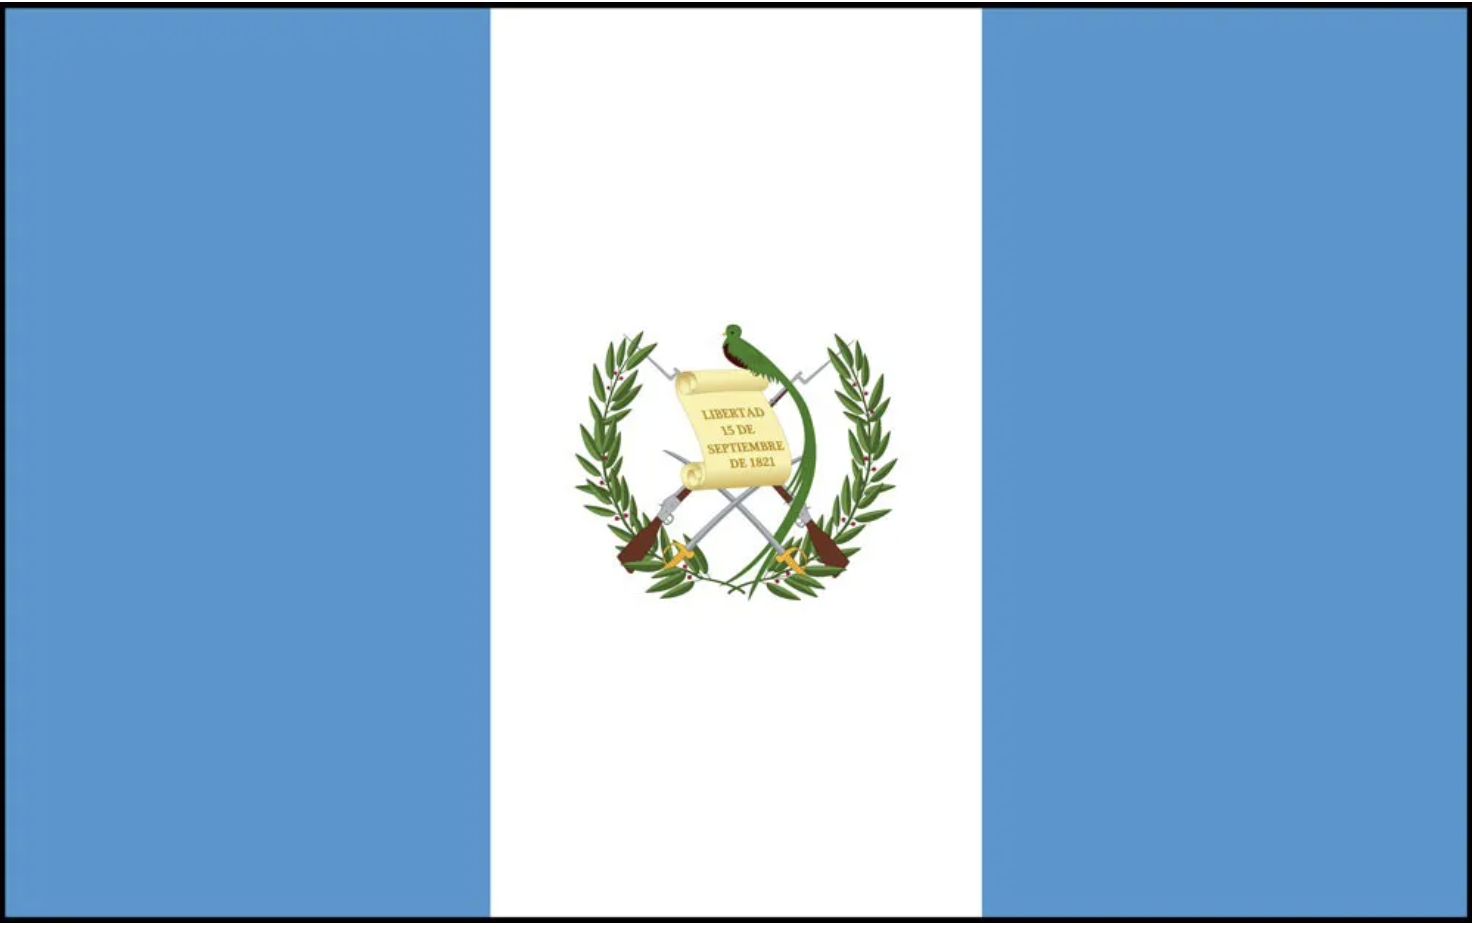 LIBERTAD
15 DE
SEPTIEMBRE
DE 1821